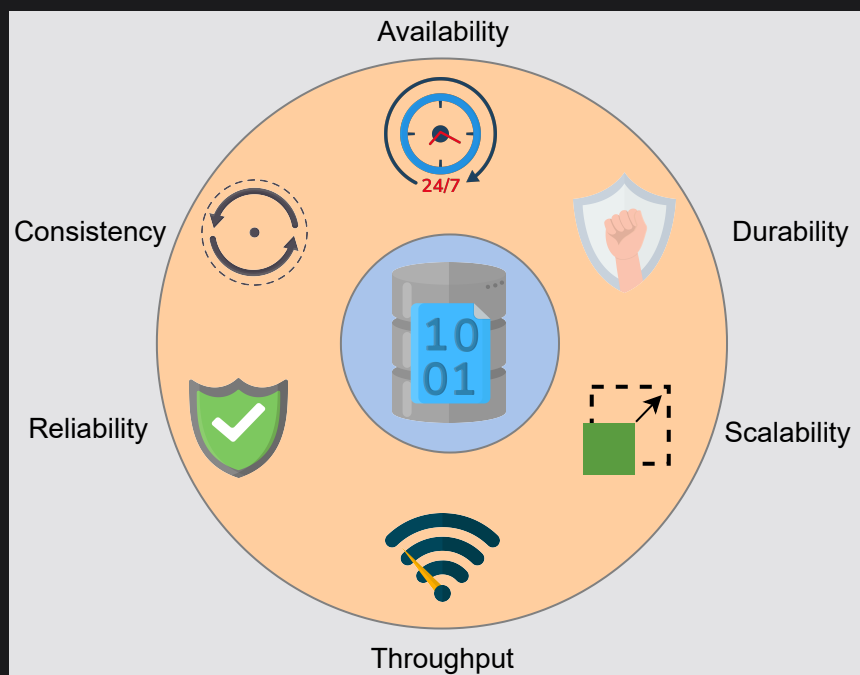 Availability
24/7
Consistency
Durability
10
01
Reliability
Scalability
Throughput